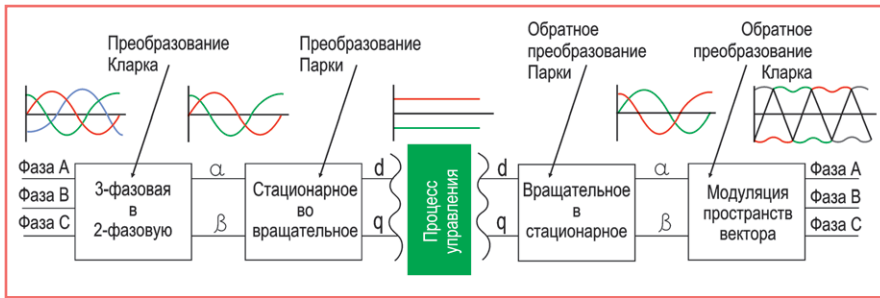 Преобразование
Кларка
Преобразование
Парки
Обратное
преобразование
Парки
Обратное
преобразование
Кларка
Фаза A
Фаза B
Фаза C
3-фазовая
в
2-фазовую
α
β
Стационарное
во
вращательное
d
q
Процесс
управления
d
q
Вращательное
в
стационарное
α
β
Модуляция
пространств
вектора
Фаза A
Фаза B
Фаза C